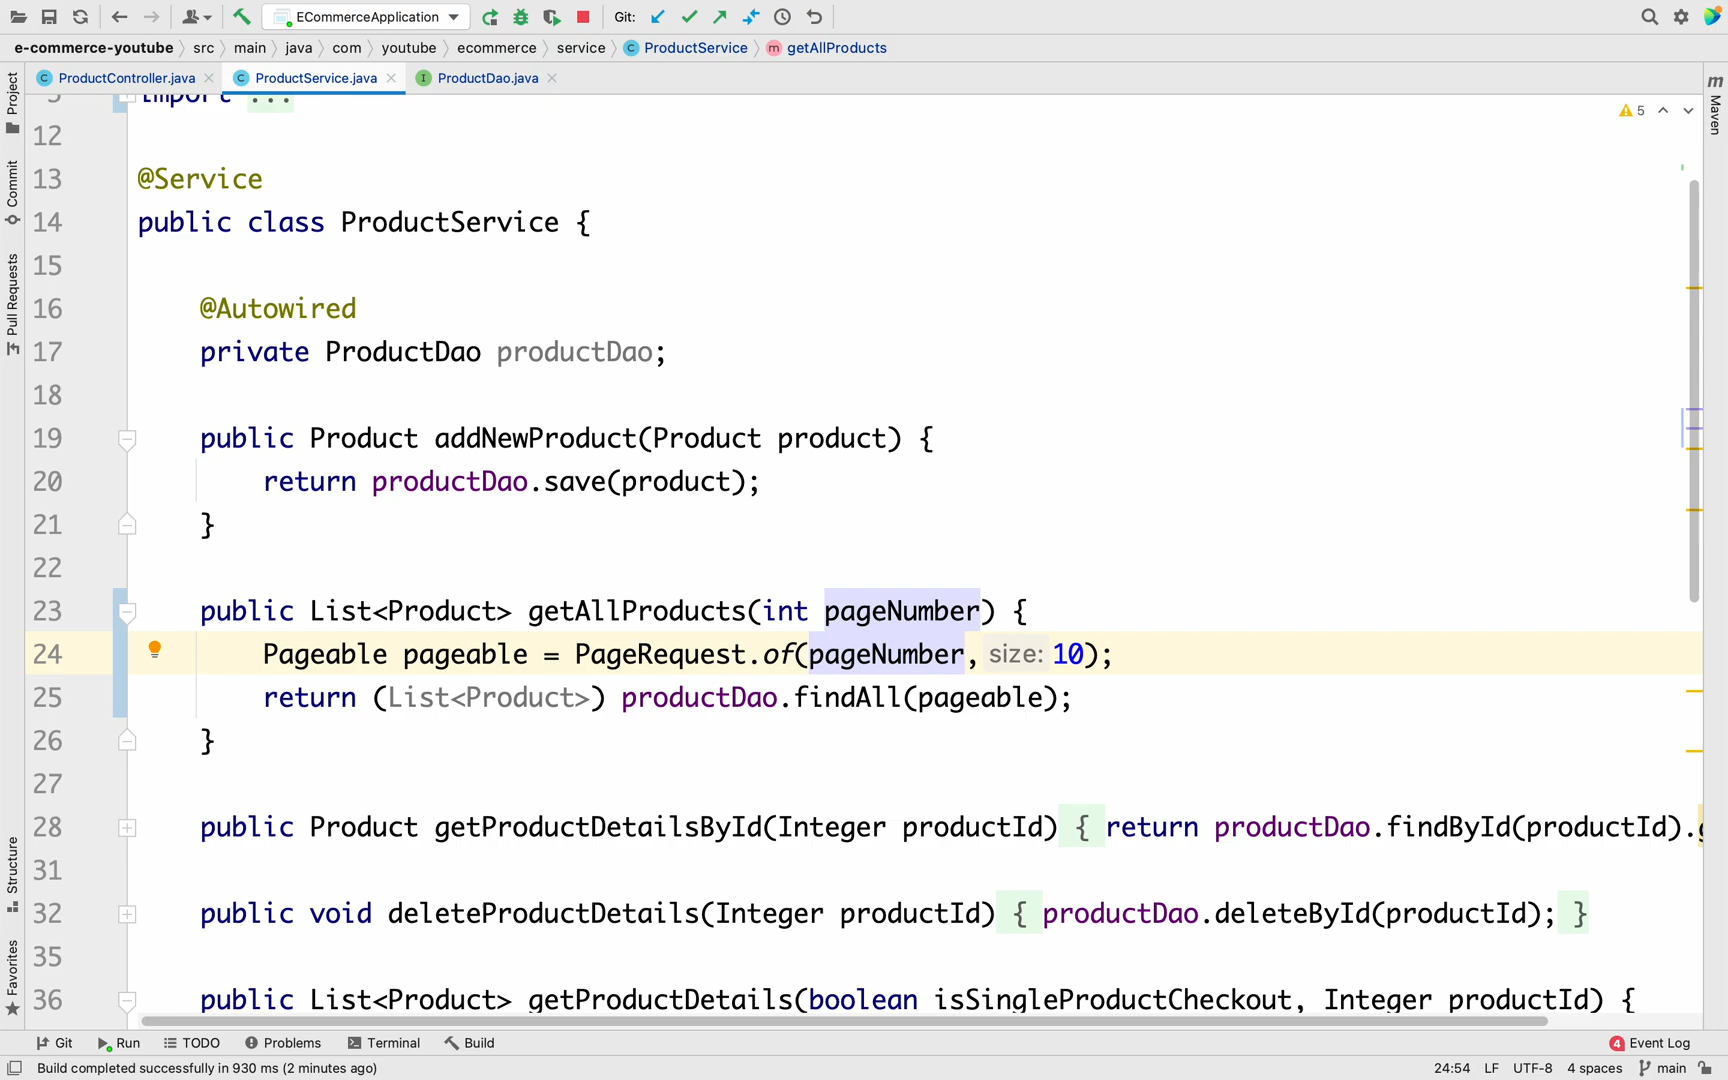 ECommerceApplication Git:
e-commerce-youtube src main java com youtube ecommerce service ProductService getAllProducts
ProductController.java ProductService.java ProductDao.java
Project
Commit
Pull Requests
Structure
Favorites
Maven
5
import ...
12
13 @Service
14 public class ProductService {
15
16 @Autowired
17 private ProductDao productDao;
18
19 public Product addNewProduct(Product product) {
20 return productDao.save(product);
21 }
22
23 public List<Product> getAllProducts(int pageNumber) {
24 Pageable pageable = PageRequest.of(pageNumber, size: 10);
25 return (List<Product>) productDao.findAll(pageable);
26 }
27
28 public Product getProductDetailsById(Integer productId) { return productDao.findById(productId).
31
32 public void deleteProductDetails(Integer productId) { productDao.deleteById(productId); }
35
36 public List<Product> getProductDetails(boolean isSingleProductCheckout, Integer productId) {
Git Run TODO Problems Terminal Build 4 Event Log
Build completed successfully in 930 ms (2 minutes ago) 24:54 LF UTF-8 4 spaces main